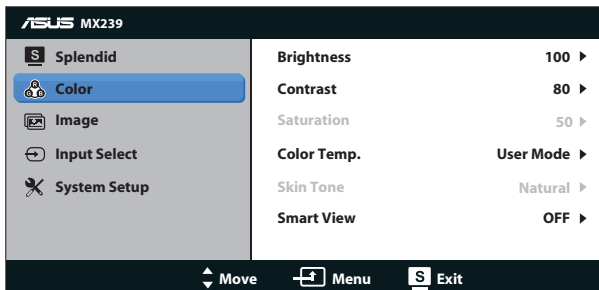 ASUS MX239
S Splendid
R G B Color
Image
Input Select
System Setup
Brightness 100
Contrast 80
Saturation 50
Color Temp. User Mode
Skin Tone Natural
Smart View OFF
Move Menu S Exit